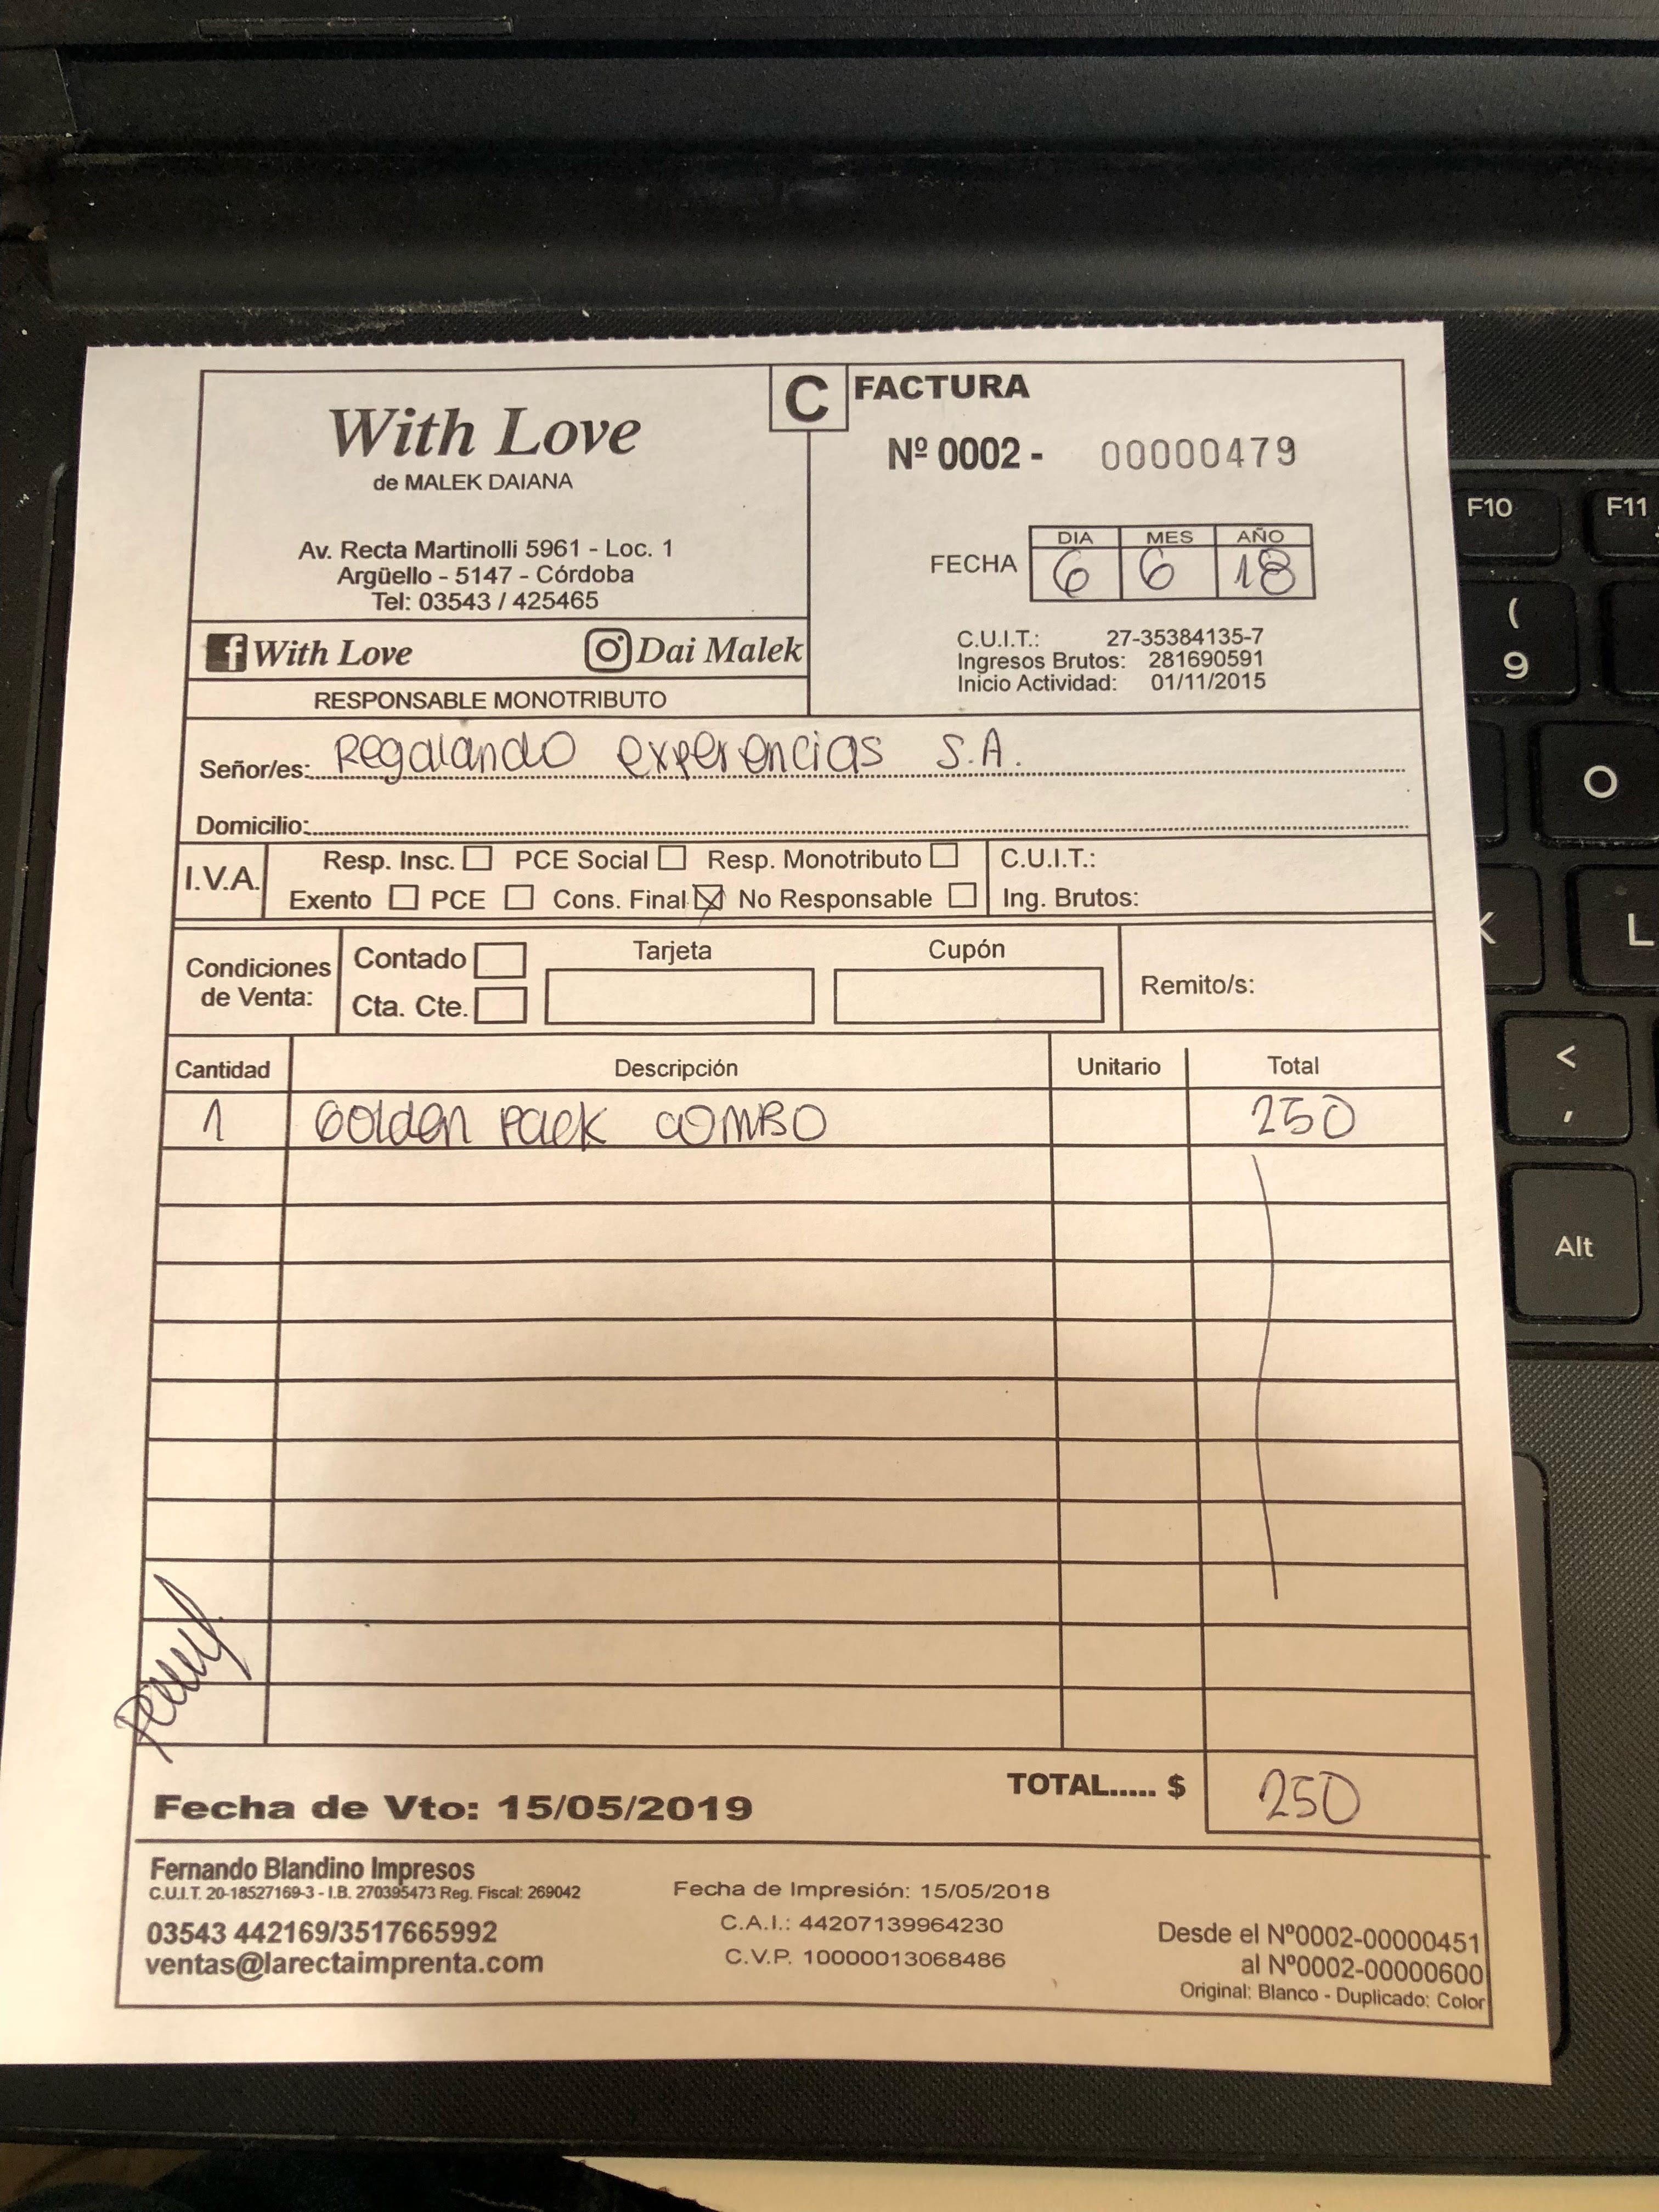 With Love
de MALEK DAIANA
Av. Recta Martinolli 5961 - Loc. 1
Argüello - 5147 - Córdoba
Tel: 03543 / 425465
With Love Dai Malek
RESPONSABLE MONOTRIBUTO
C FACTURA
Nº 0002 - 00000479
DIA MES AÑO
FECHA 6 6 18
C.U.I.T.: 27-35384135-7
Ingresos Brutos: 281690591
Inicio Actividad: 01/11/2015
Señor/es: Regalando experencias S.A.
Domicilio:
I.V.A. Resp. Insc. PCE Social Resp. Monotributo C.U.I.T.:
Exento PCE Cons. Final No Responsable Ing. Brutos:
Condiciones de Venta: Contado Tarjeta Cupón Remito/s:
Cta. Cte.
Cantidad Descripción Unitario Total
1 Golden Pack COMBO 250
TOTAL..... $ 250
Fecha de Vto: 15/05/2019
Fernando Blandino Impresos
C.U.I.T. 20-18527169-3 - I.B. 270395473 Reg. Fiscal: 269042
03543 442169/3517665992
ventas@larectaimprenta.com
Fecha de Impresión: 15/05/2018
C.A.I.: 44207139964230
C.V.P. 10000013068486
Desde el Nº0002-00000451
al Nº0002-00000600
Original: Blanco - Duplicado: Color
F10 F11
( 9
O
K L
< ,
Alt